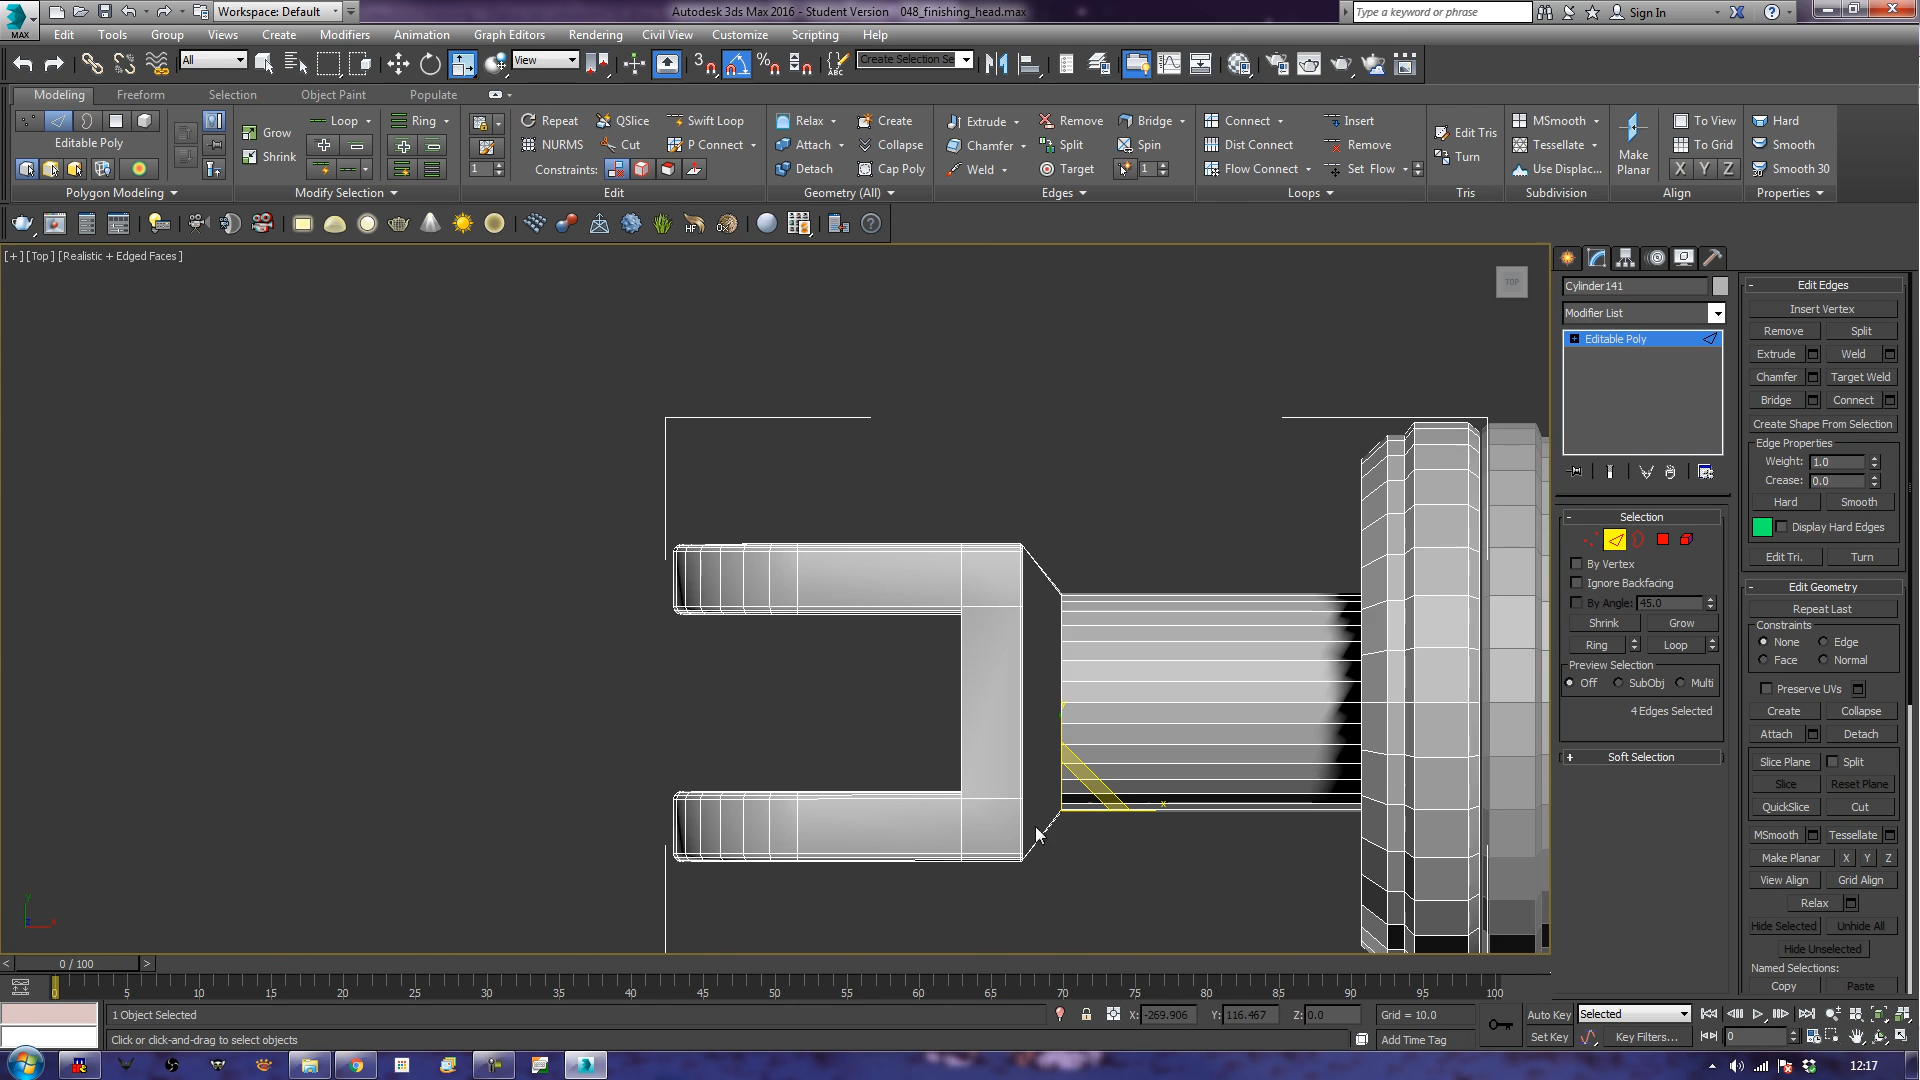 Workspace: Default
Autodesk 3ds Max 2016 - Student Version 048_finishing_head.max
Type a keyword or phrase
Sign In
MAX
Edit Tools Group Views Create Modifiers Animation Graph Editors Rendering Civil View Customize Scripting Help
All View Create Selection Se
Modeling Freeform Selection Object Paint Populate
Grow Loop Ring Repeat QSlice Swift Loop Relax Create Extrude Remove Bridge Connect Insert MSmooth To View Hard
Editable Poly Shrink NURMS Cut P Connect Attach Collapse Chamfer Split Spin Dist Connect Remove Edit Tris Turn Tessellate Make Planar To Grid Smooth
1 Constraints: Detach Cap Poly Weld Target 1 Flow Connect Set Flow Use Displac... X Y Z Smooth 30
Polygon Modeling Modify Selection Edit Geometry (All) Edges Loops Tris Subdivision Align Properties
[+] [Top] [Realistic + Edged Faces]
TOP
Cylinder141
Modifier List
Editable Poly
Selection
By Vertex
Ignore Backfacing
By Angle: 45.0
Shrink Grow
Ring Loop
Preview Selection
Off SubObj Multi
4 Edges Selected
Soft Selection
Edit Edges
Insert Vertex
Remove Split
Extrude Weld
Chamfer Target Weld
Bridge Connect
Create Shape From Selection
Edge Properties
Weight: 1.0
Crease: 0.0
Hard Smooth
Display Hard Edges
Edit Tri. Turn
Edit Geometry
Repeat Last
Constraints
None Edge
Face Normal
Preserve UVs
Create Collapse
Attach Detach
Slice Plane Split
Slice Reset Plane
QuickSlice Cut
MSmooth Tessellate
Make Planar X Y Z
View Align Grid Align
Relax
Hide Selected Unhide All
Hide Unselected
Named Selections:
Copy Paste
0 / 100
0 5 10 15 20 25 30 35 40 45 50 55 60 65 70 75 80 85 90 95 100
1 Object Selected X: -269.906 Y: 116.467 Z: 0.0 Grid = 10.0 Auto Key Selected
Click or click-and-drag to select objects Add Time Tag Set Key Key Filters... 0
12:17